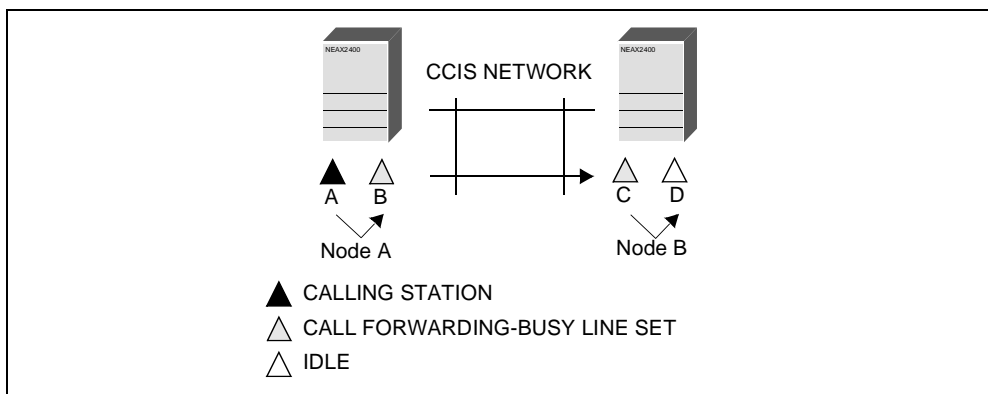 NEAX2400
NEAX2400
CCIS NETWORK
A B
C D
Node A
Node B
CALLING STATION
CALL FORWARDING-BUSY LINE SET
IDLE